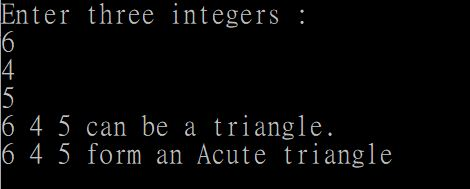 Enter three integers :
6
4
5
6 4 5 can be a triangle.
6 4 5 form an Acute triangle